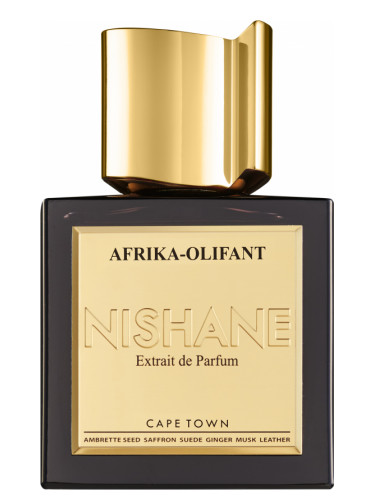 AFRIKA-OLIFANT
NISHANE
Extrait de Parfum
CAPE TOWN
AMBRETTE SEED SAFFRON SUEDE GINGER MUSK LEATHER